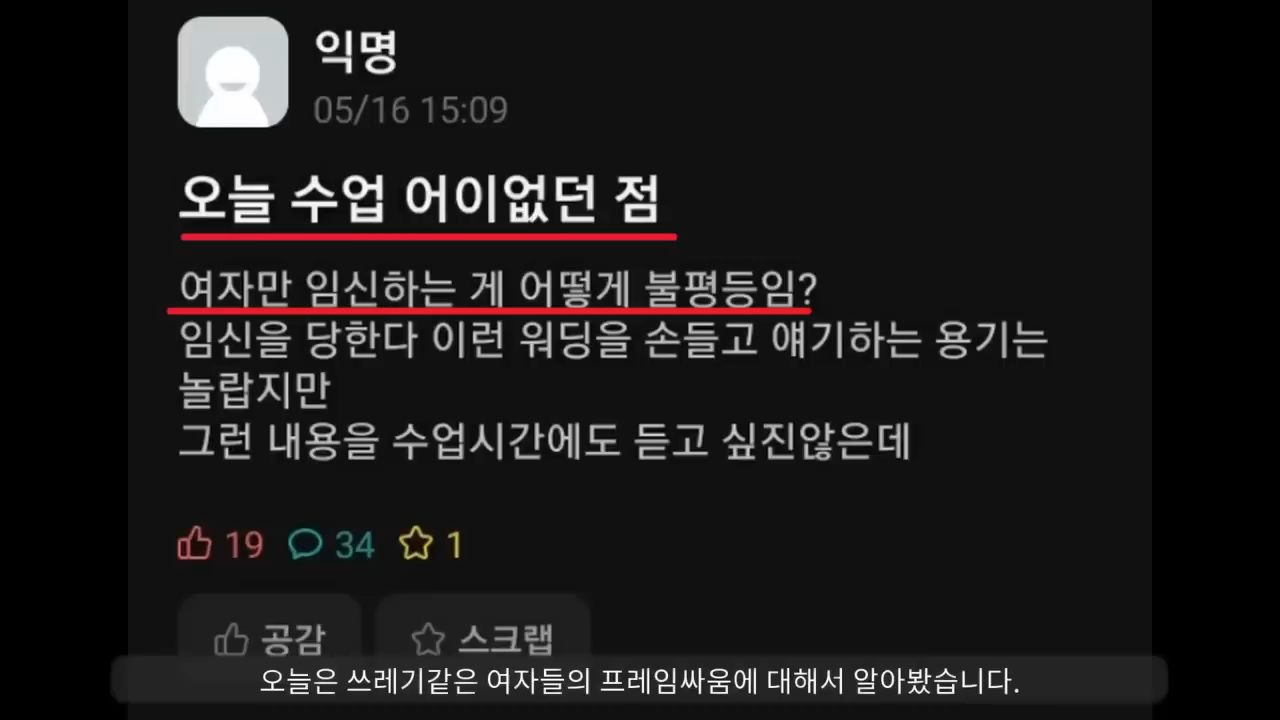 익명
05/16 15:09
오늘 수업 어이없던 점
여자만 임신하는 게 어떻게 불평등임?
임신을 당한다 이런 워딩을 손들고 얘기하는 용기는
놀랍지만
그런 내용을 수업시간에도 듣고 싶진않은데
19 34 1
공감 스크랩
오늘은 쓰레기같은 여자들의 프레임싸움에 대해서 알아봤습니다.